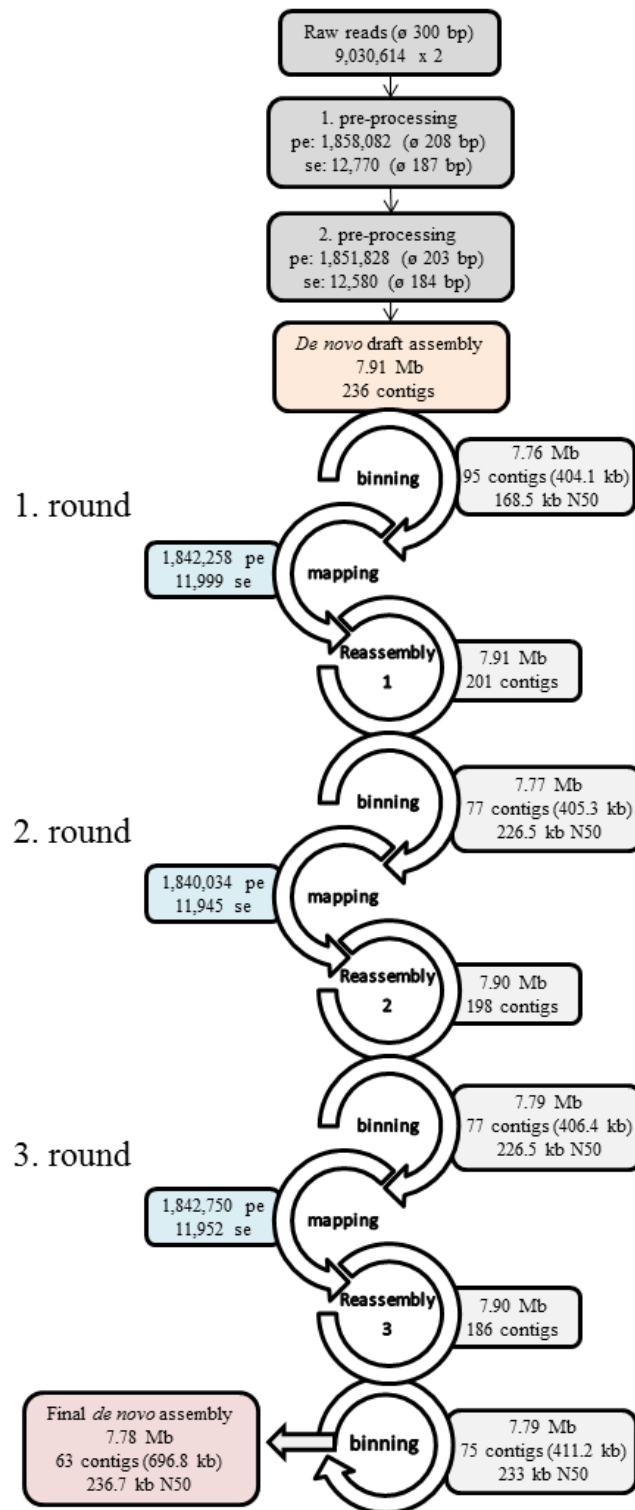 Raw reads (ø 300 bp)
9,030,614 x 2
1. pre-processing
pe: 1,858,082 (ø 208 bp)
se: 12,770 (ø 187 bp)
2. pre-processing
pe: 1,851,828 (ø 203 bp)
se: 12,580 (ø 184 bp)
De novo draft assembly
7.91 Mb
236 contigs
1. round
binning
7.76 Mb
95 contigs (404.1 kb)
168.5 kb N50
1,842,258 pe
11,999 se
mapping
Reassembly
1
7.91 Mb
201 contigs
2. round
binning
7.77 Mb
77 contigs (405.3 kb)
226.5 kb N50
1,840,034 pe
11,945 se
mapping
Reassembly
2
7.90 Mb
198 contigs
3. round
binning
7.79 Mb
77 contigs (406.4 kb)
226.5 kb N50
1,842,750 pe
11,952 se
mapping
Reassembly
3
7.90 Mb
186 contigs
Final de novo assembly
7.78 Mb
63 contigs (696.8 kb)
236.7 kb N50
binning
7.79 Mb
75 contigs (411.2 kb)
233 kb N50